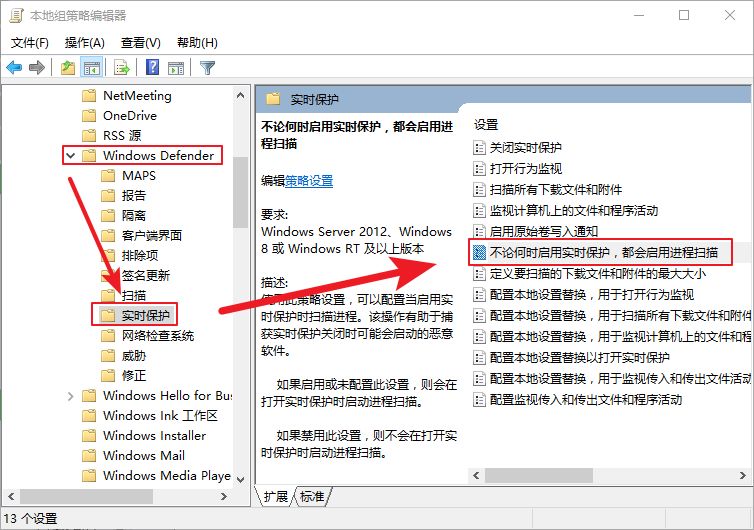 本地组策略编辑器
文件(F) 操作(A) 查看(V) 帮助(H)
NetMeeting
OneDrive
RSS 源
Windows Defender
MAPS
报告
隔离
客户端界面
排除项
签名更新
扫描
实时保护
网络检查系统
威胁
修正
Windows Hello for Bus
Windows Ink 工作区
Windows Installer
Windows Mail
Windows Media Player
实时保护
不论何时启用实时保护，都会启用进
程扫描
编辑策略设置
要求:
Windows Server 2012、Windows
8 或 Windows RT 及以上版本
描述:
使用此策略设置，可以配置当启用实
时保护时扫描进程。该操作有助于捕
获实时保护关闭时可能会启动的恶意
软件。
如果启用或未配置此设置，则会在
打开实时保护时启动进程扫描。
如果禁用此设置，则不会在打开实
时保护时启动进程扫描。
设置
关闭实时保护
打开行为监视
扫描所有下载文件和附件
监视计算机上的文件和程序活动
启用原始卷写入通知
不论何时启用实时保护，都会启用进程扫描
定义要扫描的下载文件和附件的最大大小
配置本地设置替换，用于打开行为监视
配置本地设置替换，用于扫描所有下载文件和附件
配置本地设置替换，用于监视计算机上的文件和程
配置本地设置替换以打开实时保护
配置本地设置替换，用于监视传入和传出文件活动
配置监视传入和传出文件和程序活动
扩展 标准
13 个设置